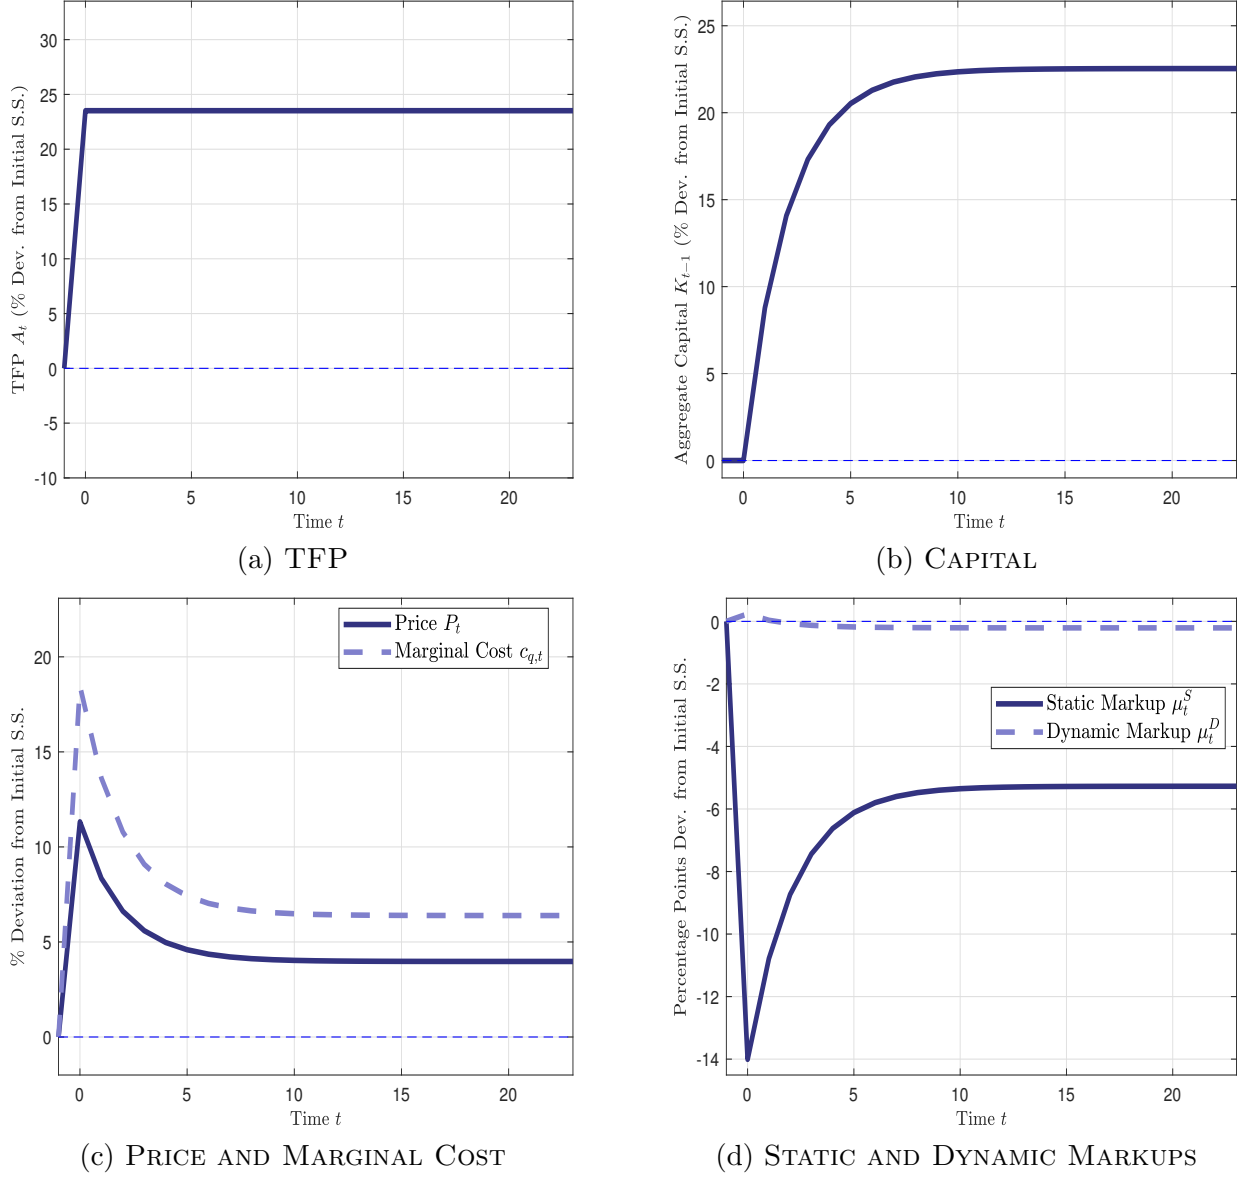 TFP A_t (% Dev. from Initial S.S.)
30
25
20
15
10
5
0
-5
-10
0 5 10 15 20
Time t
(a) TFP
Aggregate Capital K_{t−1} (% Dev. from Initial S.S.)
25
20
15
10
5
0
0 5 10 15 20
Time t
(b) CAPITAL
% Deviation from Initial S.S.
20
15
10
5
0
Price P_t
Marginal Cost c_{q,t}
0 5 10 15 20
Time t
(c) PRICE AND MARGINAL COST
Percentage Points Dev. from Initial S.S.
0
-2
-4
-6
-8
-10
-12
-14
Static Markup μ_t^S
Dynamic Markup μ_t^D
0 5 10 15 20
Time t
(d) STATIC AND DYNAMIC MARKUPS